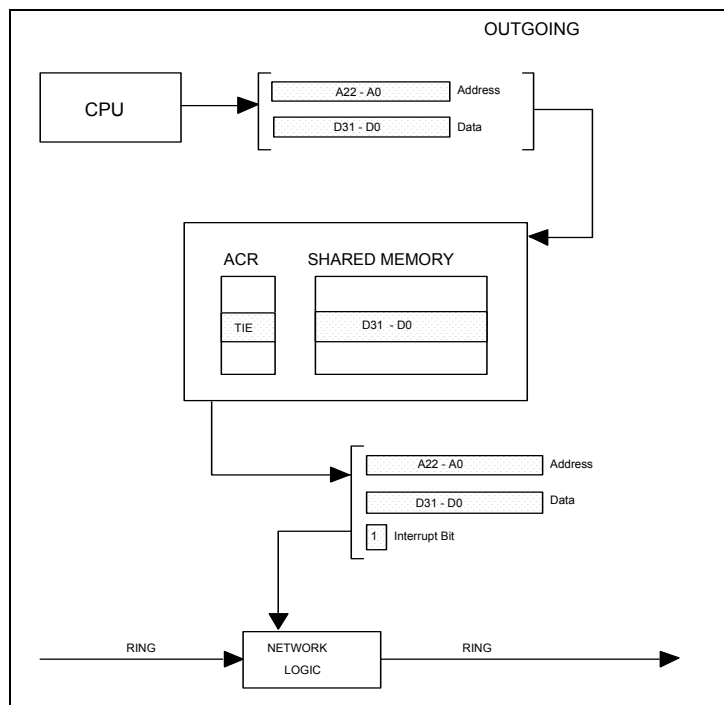 OUTGOING
CPU
A22 - A0 Address
D31 - D0 Data
ACR SHARED MEMORY
TIE D31 - D0
A22 - A0 Address
D31 - D0 Data
1 Interrupt Bit
RING NETWORK LOGIC RING